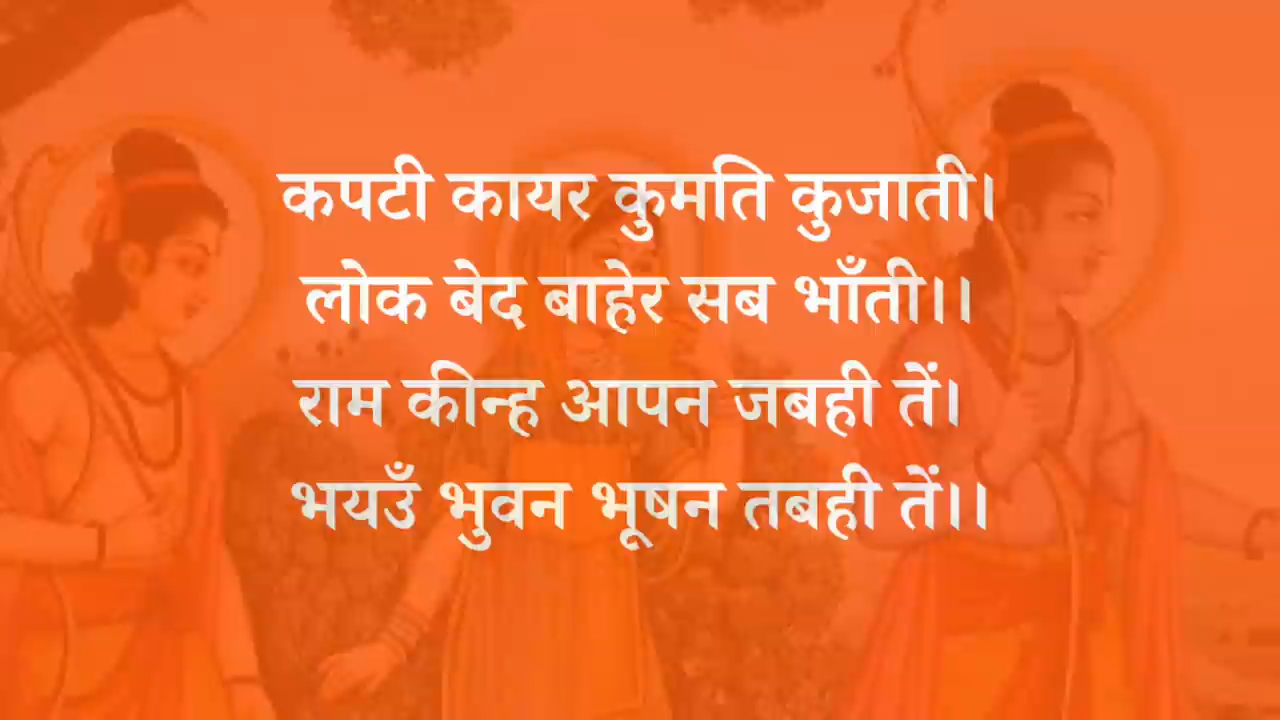 कपटी कायर कुमति कुजाती।
लोक बेद बाहेर सब भाँती।।
राम कीन्ह आपन जबही तें।
भयउँ भुवन भूषन तबही तें।।